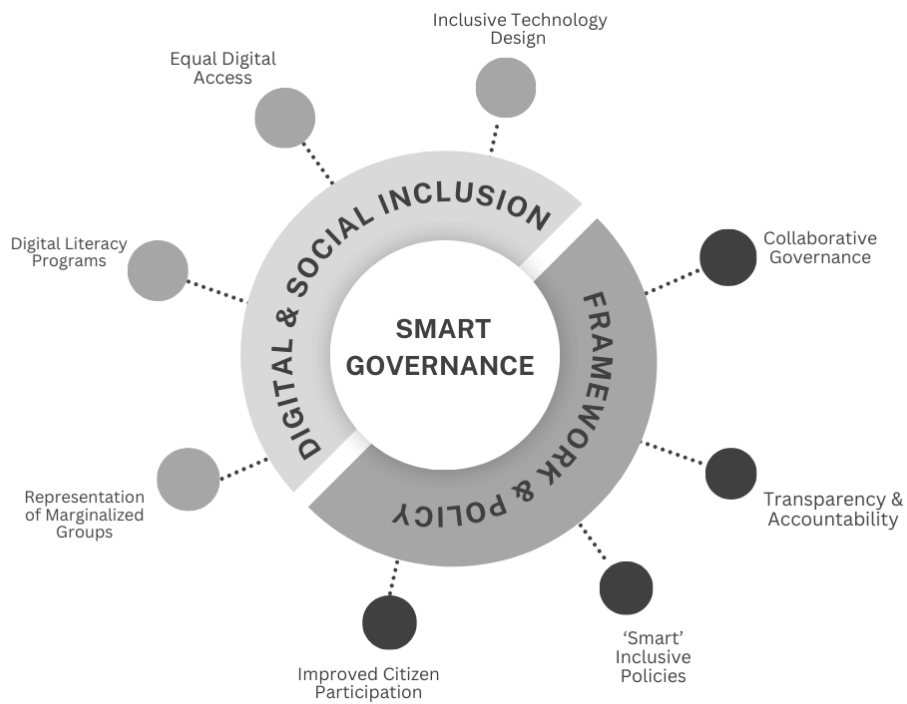 Inclusive Technology
Design
Equal Digital
Access
DIGITAL & SOCIAL INCLUSION
Digital Literacy
Programs
Collaborative
Governance
SMART
GOVERNANCE
FRAMEWORK & POLICY
Representation
of Marginalized
Groups
Transparency &
Accountability
‘Smart’
Inclusive
Policies
Improved Citizen
Participation